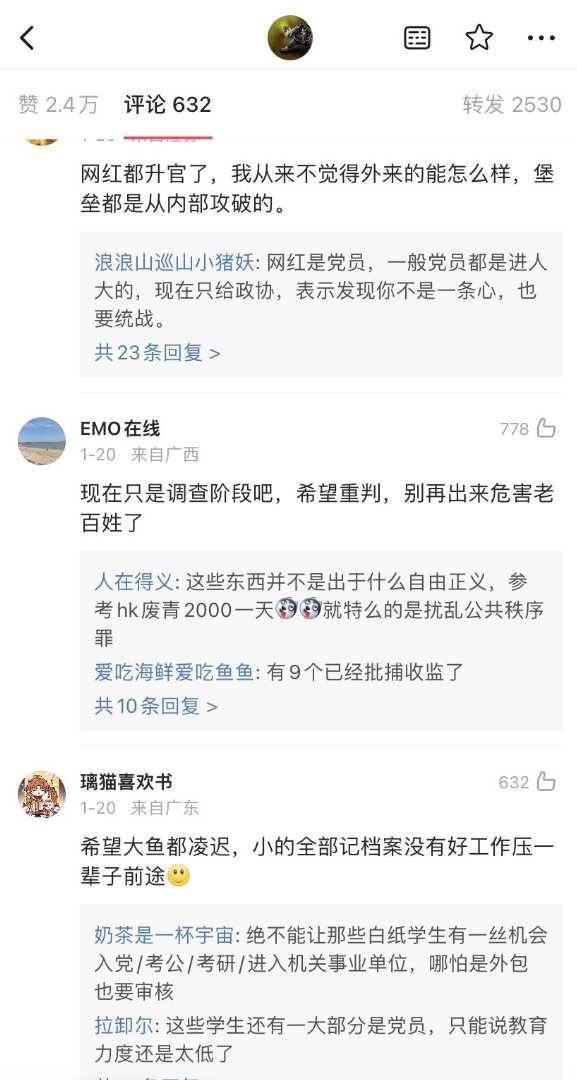 赞 2.4万
评论 632
转发 2530
网红都升官了，我从来不觉得外来的能怎么样，堡
垒都是从内部攻破的。
浪浪山巡山小猪妖: 网红是党员，一般党员都是进人
大的，现在只给政协，表示发现你不是一条心，也
要统战。
共23条回复 >
EMO在线
778
1-20 来自广西
现在只是调查阶段吧，希望重判，别再出来危害老
百姓了
人在得义: 这些东西并不是出于什么自由正义，参
考hk废青2000一天就特么的是扰乱公共秩序
罪
爱吃海鲜爱吃鱼鱼: 有9个已经批捕收监了
共10条回复 >
璃猫喜欢书
632
1-20 来自广东
希望大鱼都凌迟，小的全部记档案没有好工作压一
辈子前途
奶茶是一杯宇宙: 绝不能让那些白纸学生有一丝机会
入党/考公/考研/进入机关事业单位，哪怕是外包
也要审核
拉卸尔: 这些学生还有一大部分是党员，只能说教育
力度还是太低了